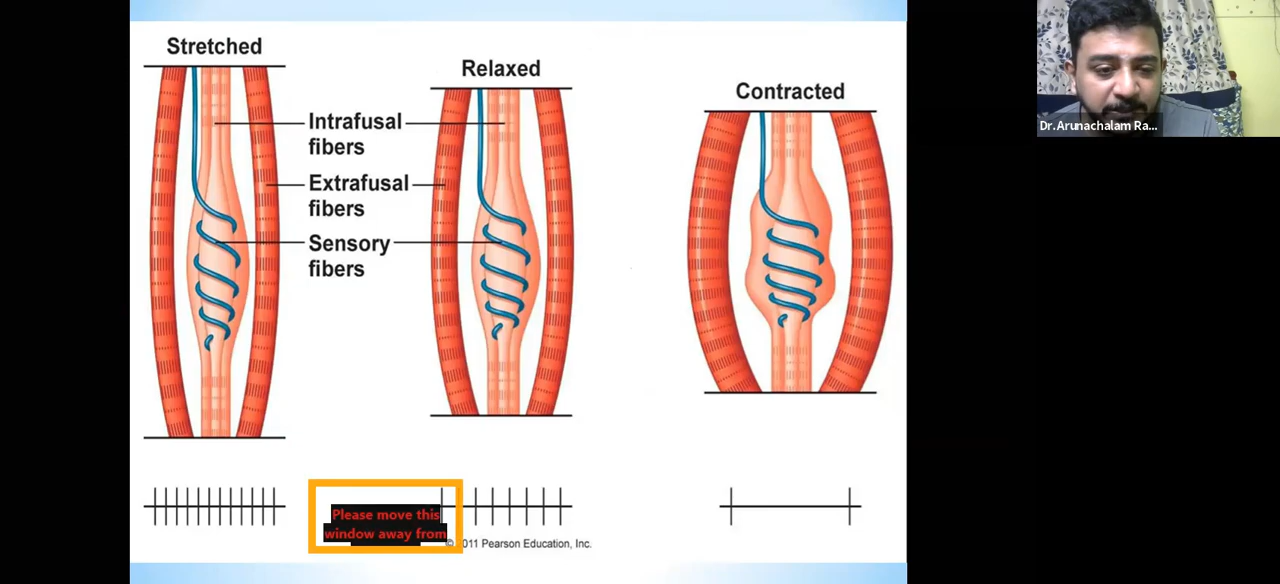 Stretched
Relaxed
Contracted
Intrafusal
fibers
Extrafusal
fibers
Sensory
fibers
Dr. Arunachalam Ra...
Please move this
window away from
2011 Pearson Education, Inc.